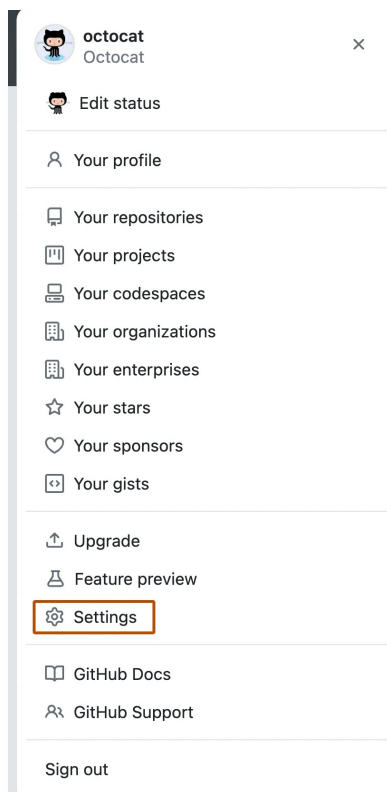 octocat
Octocat
Edit status
Your profile
Your repositories
Your projects
Your codespaces
Your organizations
Your enterprises
Your stars
Your sponsors
Your gists
Upgrade
Feature preview
Settings
GitHub Docs
GitHub Support
Sign out